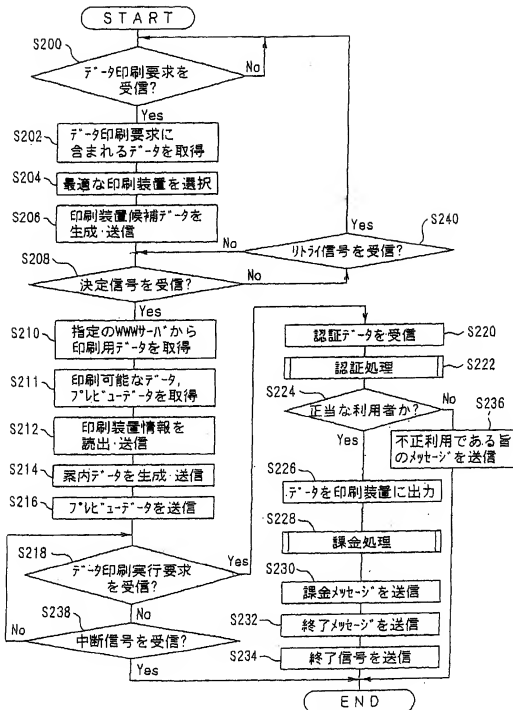 START
S200
データ印刷要求を
受信?
No
Yes
S202
データ印刷要求に
含まれるデータを取得
S204
最適な印刷装置を選択
S206
印刷装置候補データを
生成・送信
S208
決定信号を受信?
No
Yes
S240
リトライ信号を受信?
Yes
No
S210
指定のWWWサーバから
印刷用データを取得
S211
印刷可能なデータ,
プレビューデータを取得
S212
印刷装置情報を
読出・送信
S214
案内データを生成・送信
S216
プレビューデータを送信
S218
データ印刷実行要求
を受信?
Yes
No
S238
中断信号を受信?
No
Yes
S220
認証データを受信
S222
認証処理
S224
正当な利用者か?
Yes
No
S236
不正利用である旨
のメッセージを送信
S226
データを印刷装置に出力
S228
課金処理
S230
課金メッセージを送信
S232
終了メッセージを送信
S234
終了信号を送信
END